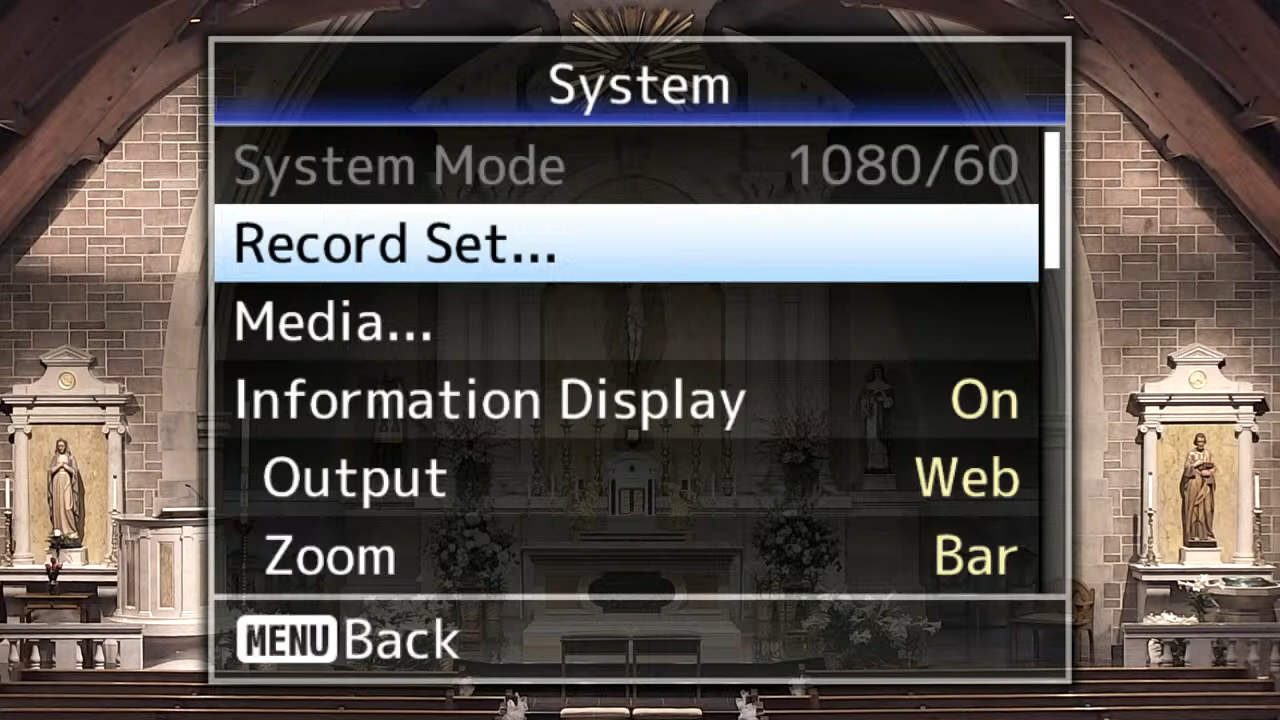 System
System Mode 1080/60
Record Set...
Media...
Information Display On
Output Web
Zoom Bar
MENU Back